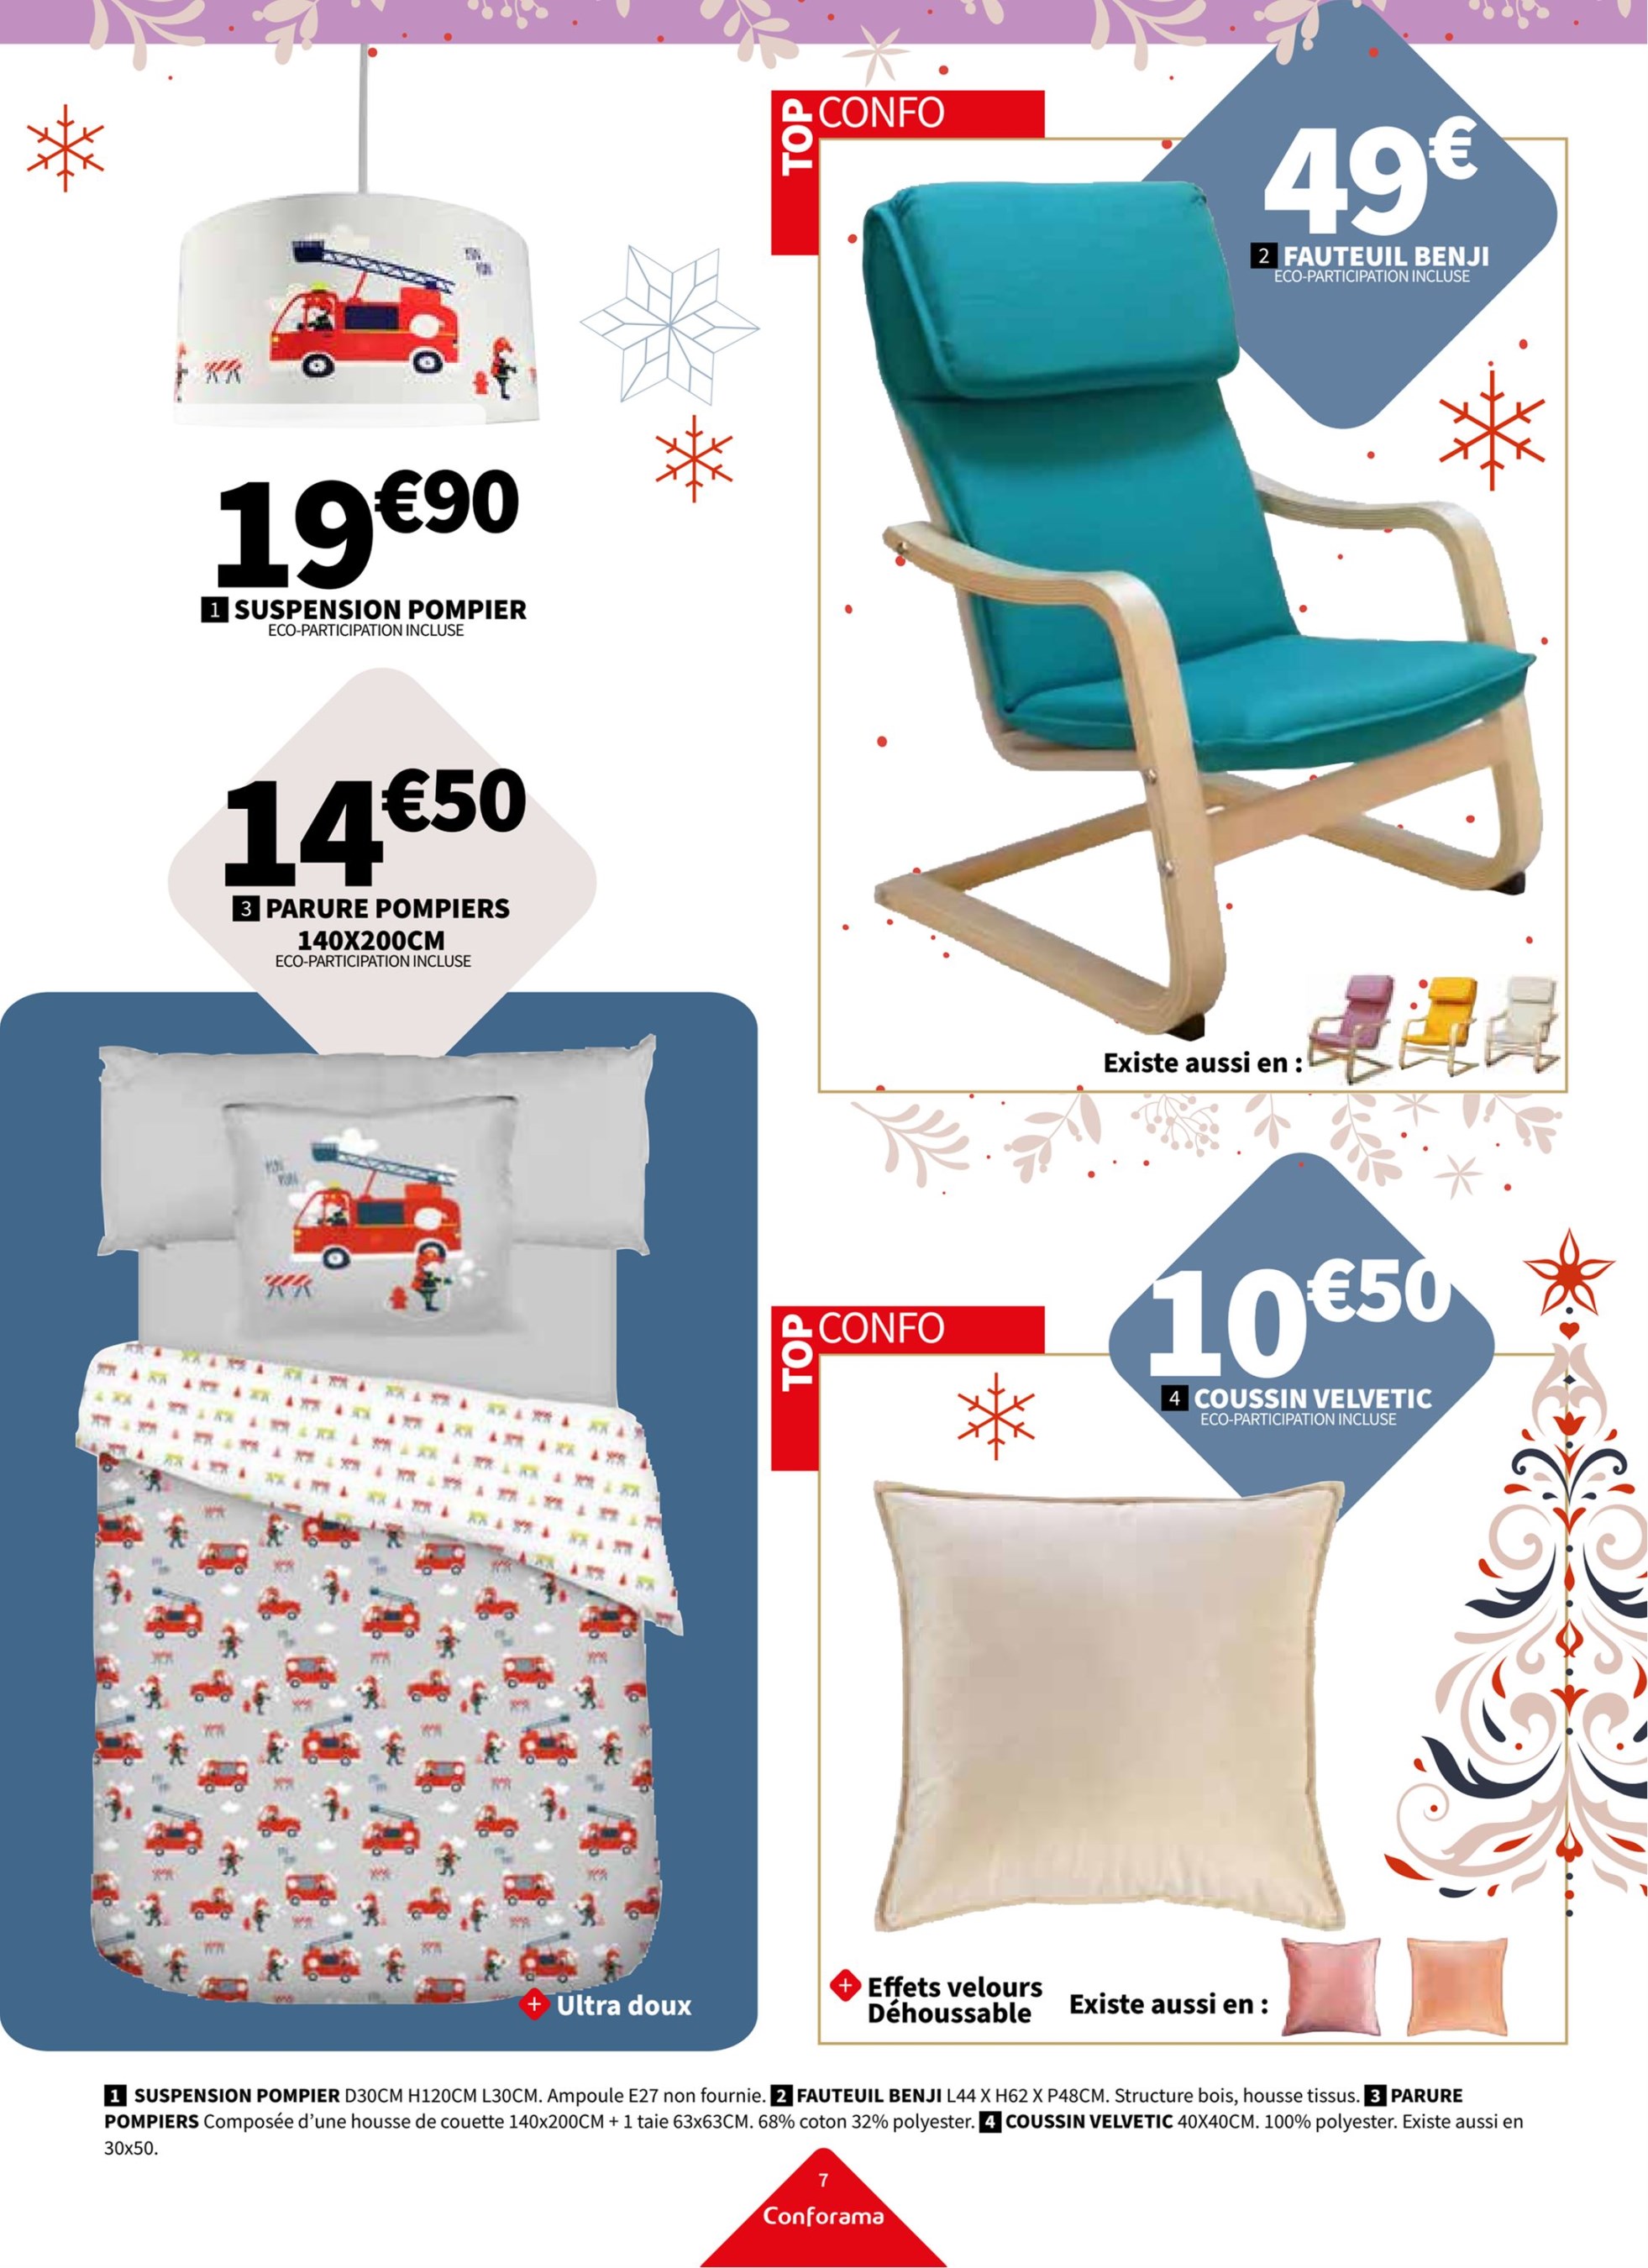 TOP CONFO
49€
2 FAUTEUIL BENJI
ECO-PARTICIPATION INCLUSE
19€90
1 SUSPENSION POMPIER
ECO-PARTICIPATION INCLUSE
14€50
3 PARURE POMPIERS
140X200CM
ECO-PARTICIPATION INCLUSE
Existe aussi en :
TOP CONFO
10€50
4 COUSSIN VELVETIC
ECO-PARTICIPATION INCLUSE
+ Ultra doux
+ Effets velours
Déhoussable
Existe aussi en :
1 SUSPENSION POMPIER D30CM H120CM L30CM. Ampoule E27 non fournie. 2 FAUTEUIL BENJI L44 X H62 X P48CM. Structure bois, housse tissus. 3 PARURE
POMPIERS Composée d’une housse de couette 140x200CM + 1 taie 63x63CM. 68% coton 32% polyester. 4 COUSSIN VELVETIC 40X40CM. 100% polyester. Existe aussi en
30x50.
7
Conforama